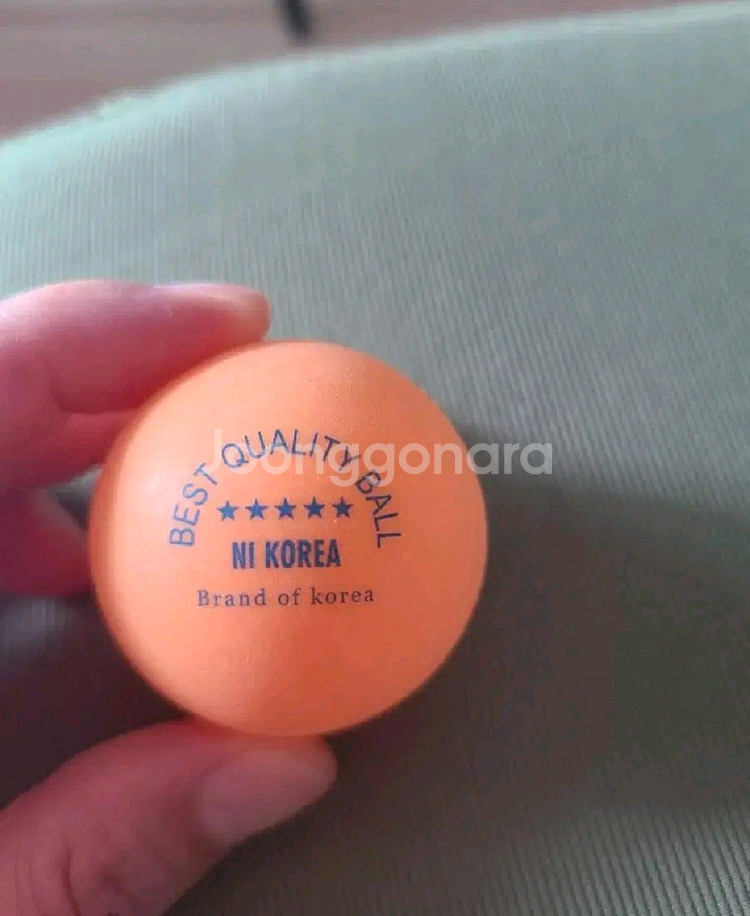 BEST QUALITY BALL
★★★★★
NI KOREA
Brand of korea
Joonggonara